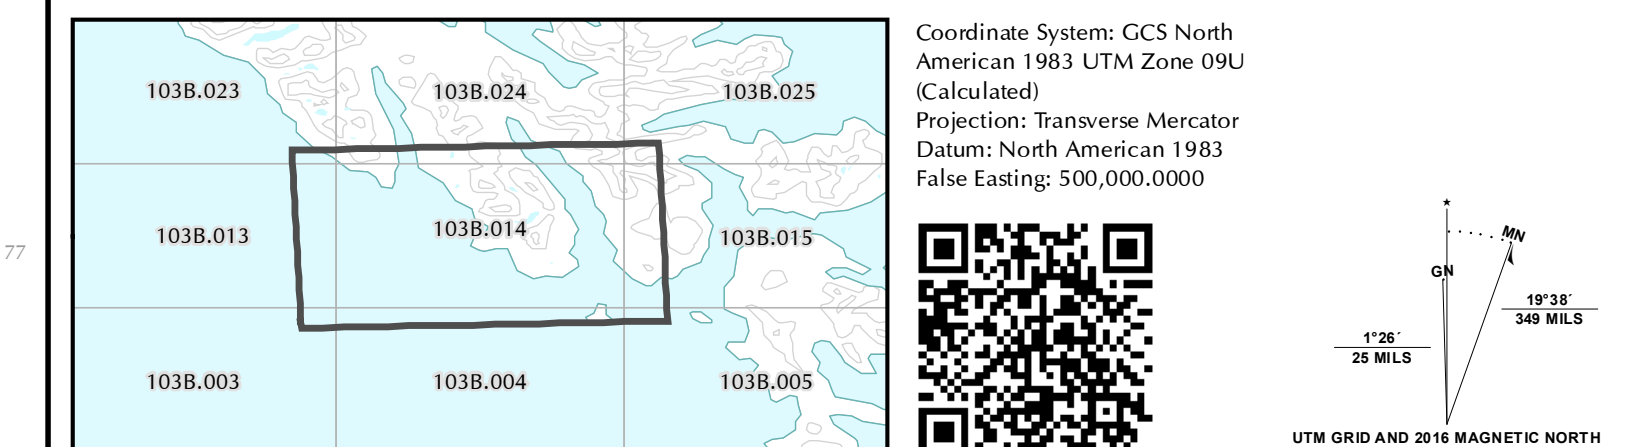 77
103B.023
103B.024
103B.025
103B.013
103B.014
103B.015
103B.003
103B.004
103B.005
Coordinate System: GCS North
American 1983 UTM Zone 09U
(Calculated)
Projection: Transverse Mercator
Datum: North American 1983
False Easting: 500,000.0000
MN
GN
19°38´
349 MILS
1°26´
25 MILS
UTM GRID AND 2016 MAGNETIC NORTH